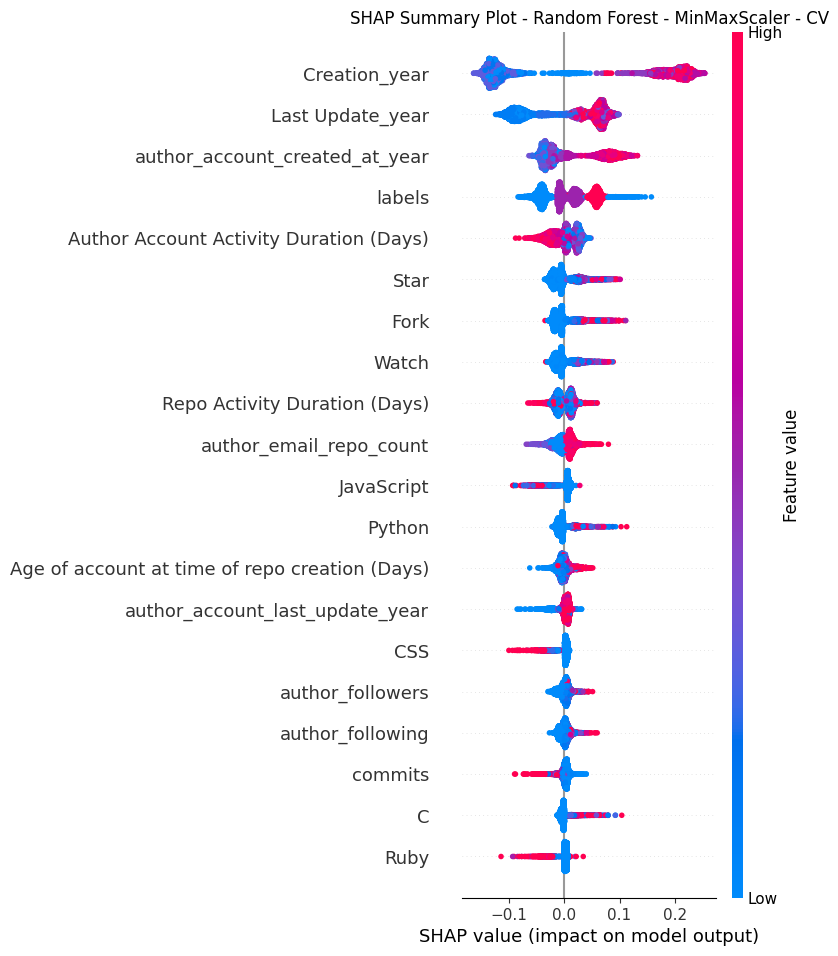 SHAP Summary Plot - Random Forest - MinMaxScaler - CV
High
Creation_year
Last Update_year
author_account_created_at_year
labels
Author Account Activity Duration (Days)
Star
Fork
Watch
Repo Activity Duration (Days)
author_email_repo_count
JavaScript
Python
Age of account at time of repo creation (Days)
author_account_last_update_year
CSS
author_followers
author_following
commits
C
Ruby
Feature value
Low
−0.1 0.0 0.1 0.2
SHAP value (impact on model output)